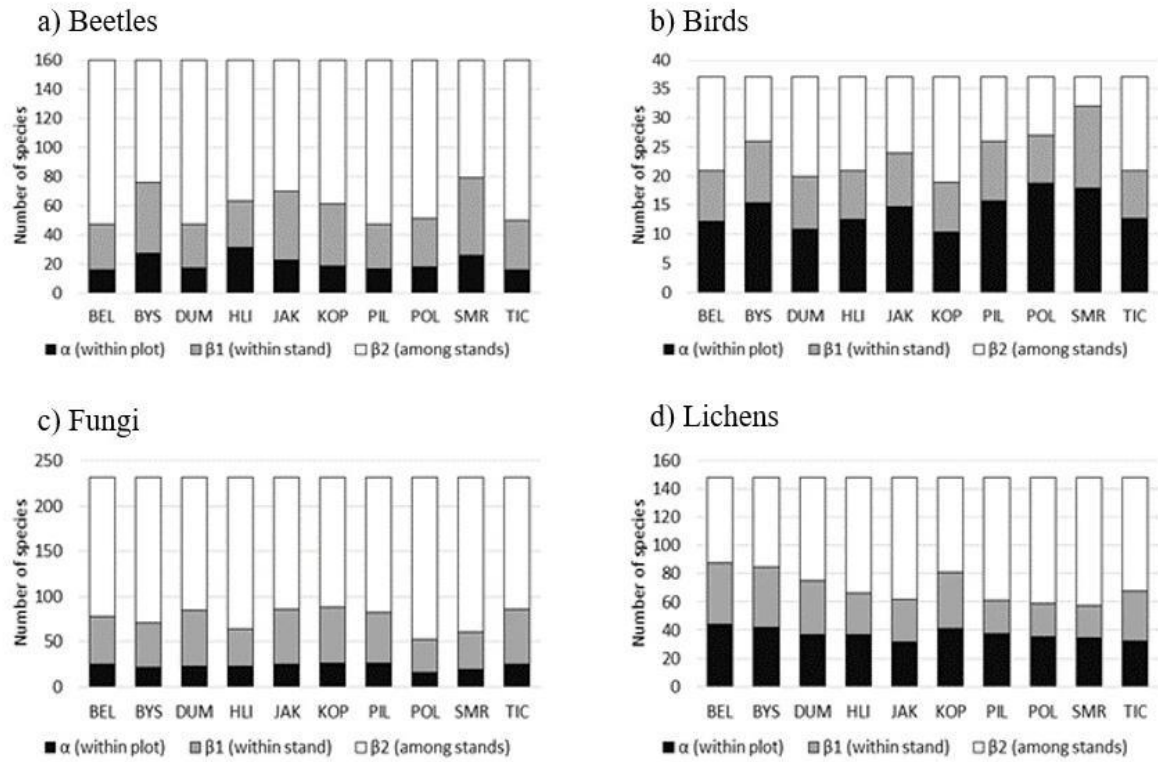 a) Beetles
Number of species
160
140
120
100
80
60
40
20
0
BEL BYS DUM HLI JAK KOP PIL POL SMR TIC
α (within plot) β1 (within stand) β2 (among stands)
b) Birds
Number of species
40
35
30
25
20
15
10
5
0
BEL BYS DUM HLI JAK KOP PIL POL SMR TIC
α (within plot) β1 (within stand) β2 (among stands)
c) Fungi
Number of species
250
200
150
100
50
0
BEL BYS DUM HLI JAK KOP PIL POL SMR TIC
α (within plot) β1 (within stand) β2 (among stands)
d) Lichens
Number of species
160
140
120
100
80
60
40
20
0
BEL BYS DUM HLI JAK KOP PIL POL SMR TIC
α (within plot) β1 (within stand) β2 (among stands)